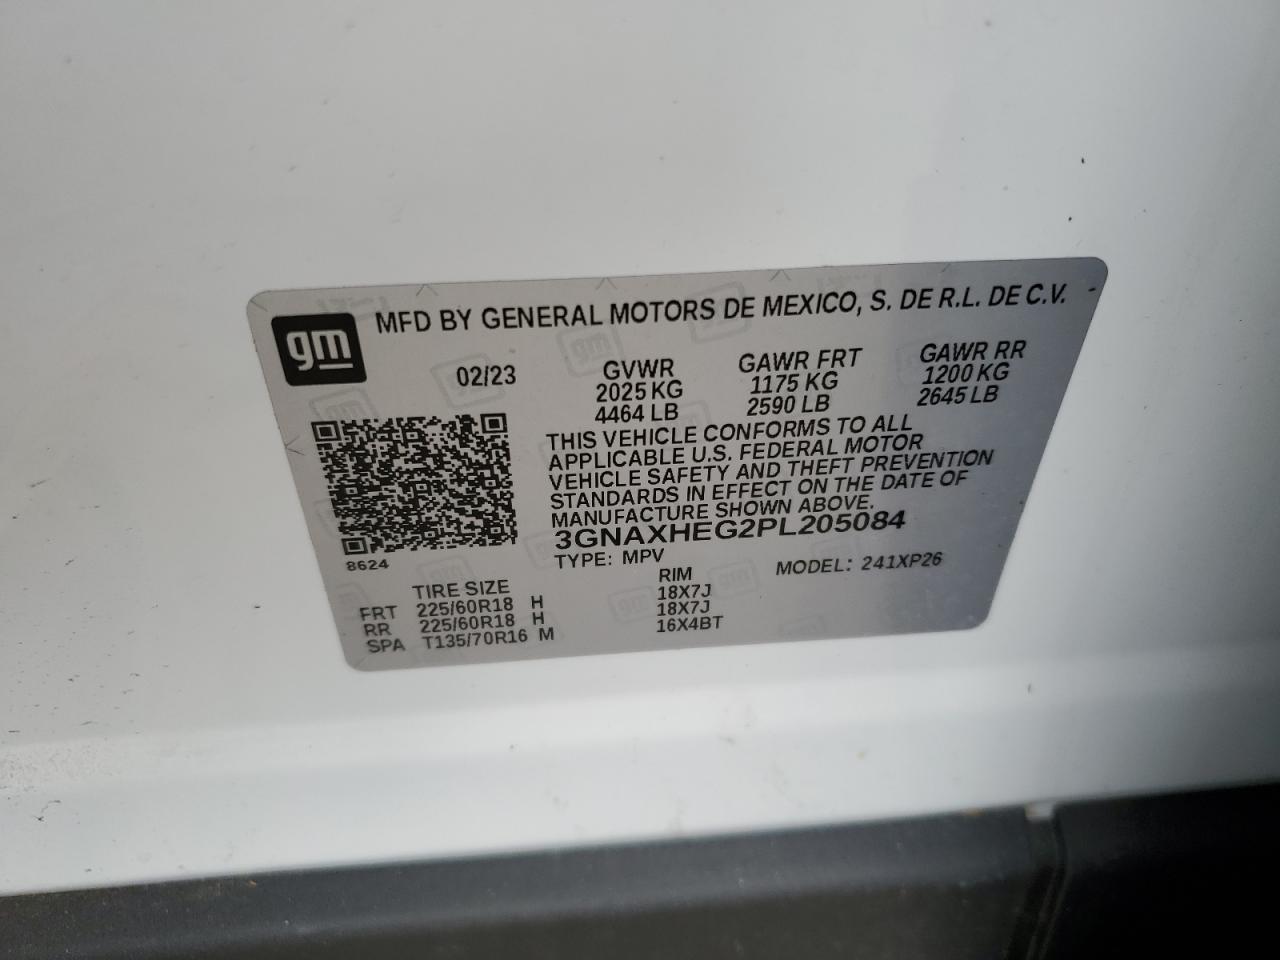 gm
MFD BY GENERAL MOTORS DE MEXICO, S. DE R.L. DE C.V.
02/23
GVWR
2025 KG
4464 LB
GAWR FRT
1175 KG
2590 LB
GAWR RR
1200 KG
2645 LB
THIS VEHICLE CONFORMS TO ALL
APPLICABLE U.S. FEDERAL MOTOR
VEHICLE SAFETY AND THEFT PREVENTION
STANDARDS IN EFFECT ON THE DATE OF
MANUFACTURE SHOWN ABOVE.
3GNAXHEG2PL205084
TYPE: MPV
MODEL: 241XP26
8624
TIRE SIZE RIM
FRT 225/60R18 H 18X7J
RR 225/60R18 H 18X7J
SPA T135/70R16 M 16X4BT